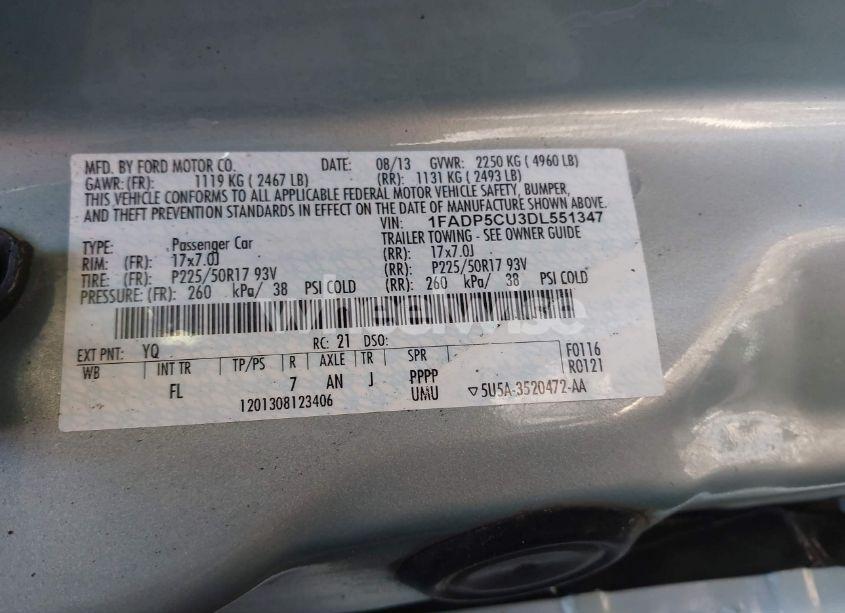 MFD. BY FORD MOTOR CO. DATE: 08/13 GVWR: 2250 KG ( 4960 LB)
GAWR: (FR): 1119 KG ( 2467 LB) (RR): 1131 KG ( 2493 LB)
THIS VEHICLE CONFORMS TO ALL APPLICABLE FEDERAL MOTOR VEHICLE SAFETY, BUMPER,
AND THEFT PREVENTION STANDARDS IN EFFECT ON THE DATE OF MANUFACTURE SHOWN ABOVE.
VIN: 1FADP5CU3DL551347
TYPE: Passenger Car TRAILER TOWING - SEE OWNER GUIDE
RIM: (FR): 17x7.0J (RR): 17x7.0J
TIRE: (FR): P225/50R17 93V (RR): P225/50R17 93V
PRESSURE: (FR): 260 kPa/ 38 PSI COLD (RR): 260 kPa/ 38 PSI COLD
Wheelwise
EXT PNT: YQ RC: 21 DSO:
WB INT TR TP/PS R AXLE TR SPR F0116
FL 7 AN J PPPP R0121
1201308123406 UMU ▽5U5A-3520472-AA